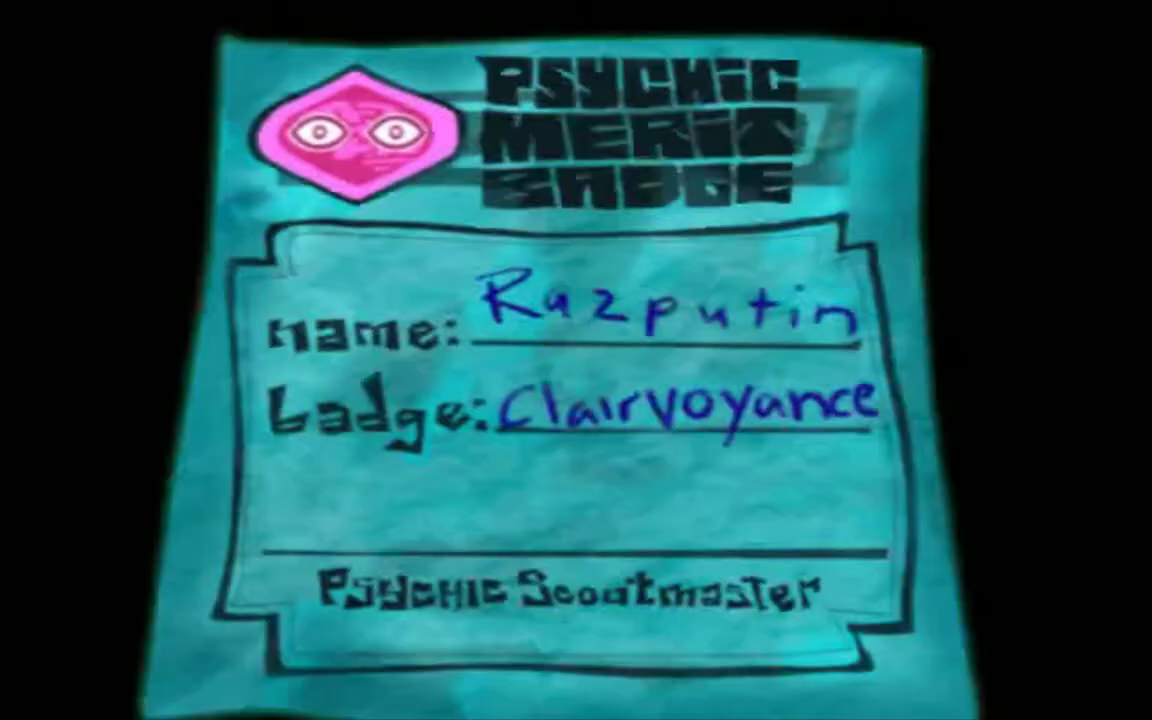 PSYCHIC
MERIT
BADGE
name: Razputin
badge: Clairvoyance
Psychic Scoutmaster